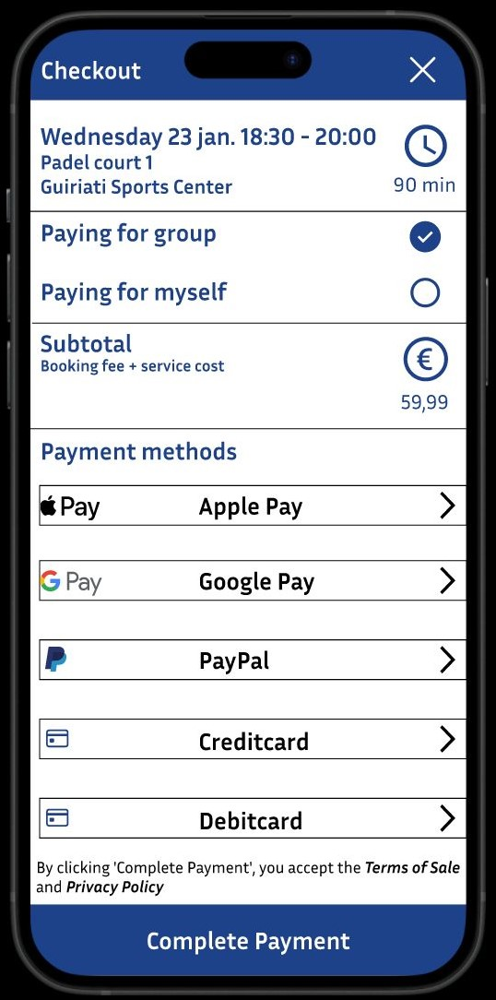 Checkout
Wednesday 23 jan. 18:30 - 20:00
Padel court 1
Guiriati Sports Center
90 min
Paying for group
Paying for myself
Subtotal
Booking fee + service cost
€
59,99
Payment methods
Pay Apple Pay
G Pay Google Pay
PayPal
Creditcard
Debitcard
By clicking 'Complete Payment', you accept the Terms of Sale
and Privacy Policy
Complete Payment